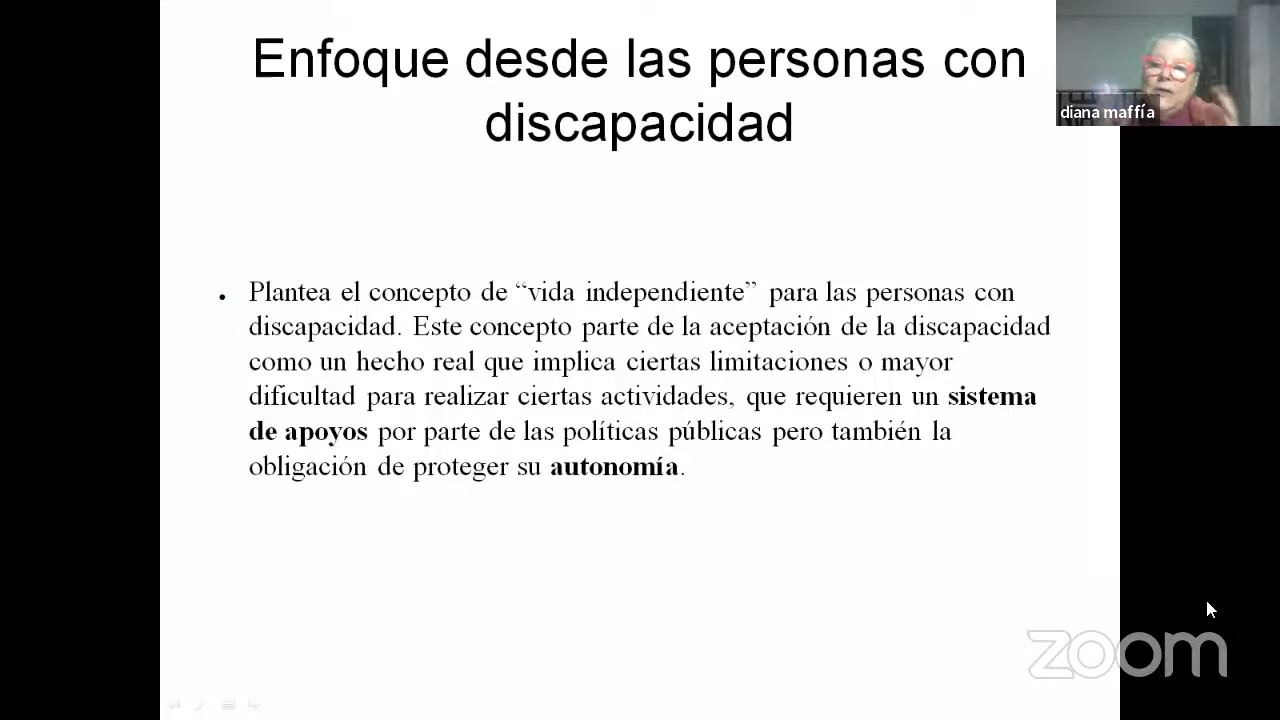 Enfoque desde las personas con
discapacidad
diana maffía
• Plantea el concepto de “vida independiente” para las personas con
discapacidad. Este concepto parte de la aceptación de la discapacidad
como un hecho real que implica ciertas limitaciones o mayor
dificultad para realizar ciertas actividades, que requieren un sistema
de apoyos por parte de las políticas públicas pero también la
obligación de proteger su autonomía.
zoom